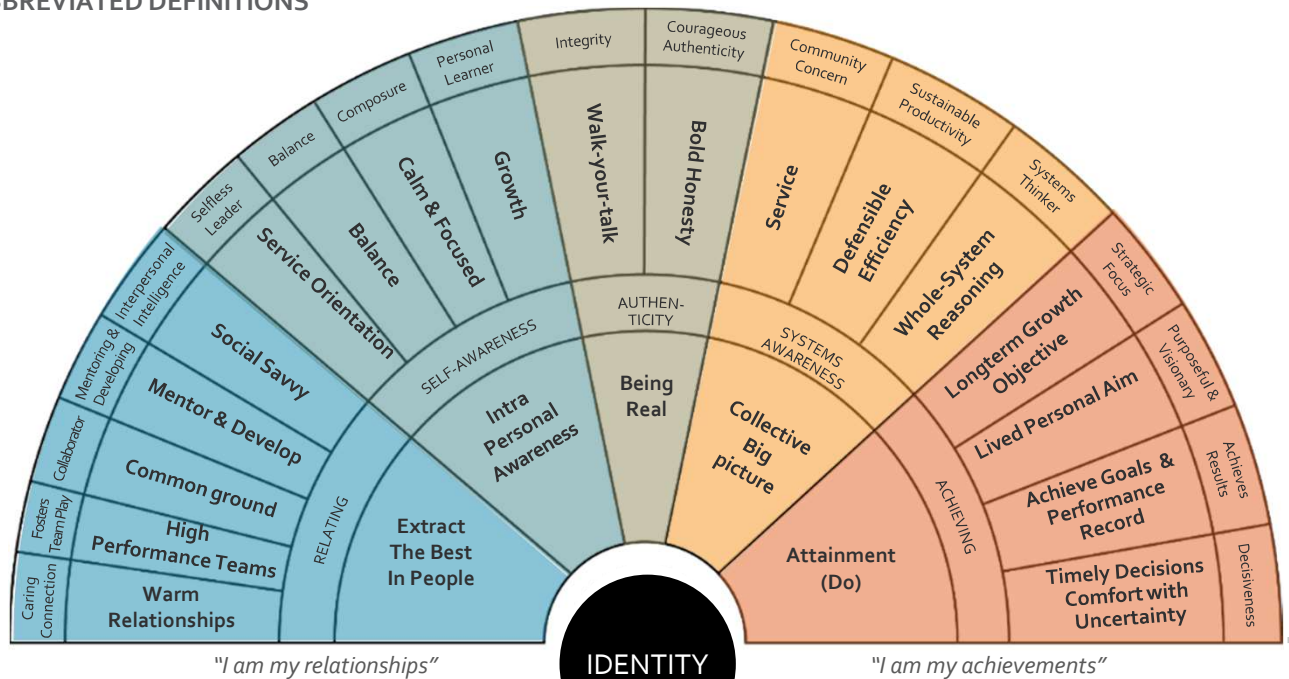 BBREVIATED DEFINITIONS
Caring
Connection
Fosters
Team Play
Collaborator
Mentoring &
Developing
Interpersonal
Intelligence
Selfless
Leader
Balance
Composure
Personal
Learner
Integrity
Courageous
Authenticity
Community
Concern
Sustainable
Productivity
Systems
Thinker
Strategic
Focus
Purposeful &
Visionary
Achieves
Results
Decisiveness
Warm
Relationships
High
Performance Teams
Common ground
Mentor & Develop
Social Savvy
Service Orientation
Balance
Calm & Focused
Growth
Walk-your-talk
Bold Honesty
Service
Defensible
Efficiency
Whole-System
Reasoning
Longterm Growth
Objective
Lived Personal Aim
Achieve Goals &
Performance
Record
Timely Decisions
Comfort with
Uncertainty
RELATING
SELF-AWARENESS
AUTHEN-
TICITY
SYSTEMS
AWARENESS
ACHIEVING
Extract
The Best
In People
Intra
Personal
Awareness
Being
Real
Collective
Big
picture
Attainment
(Do)
"I am my relationships"
IDENTITY
"I am my achievements"